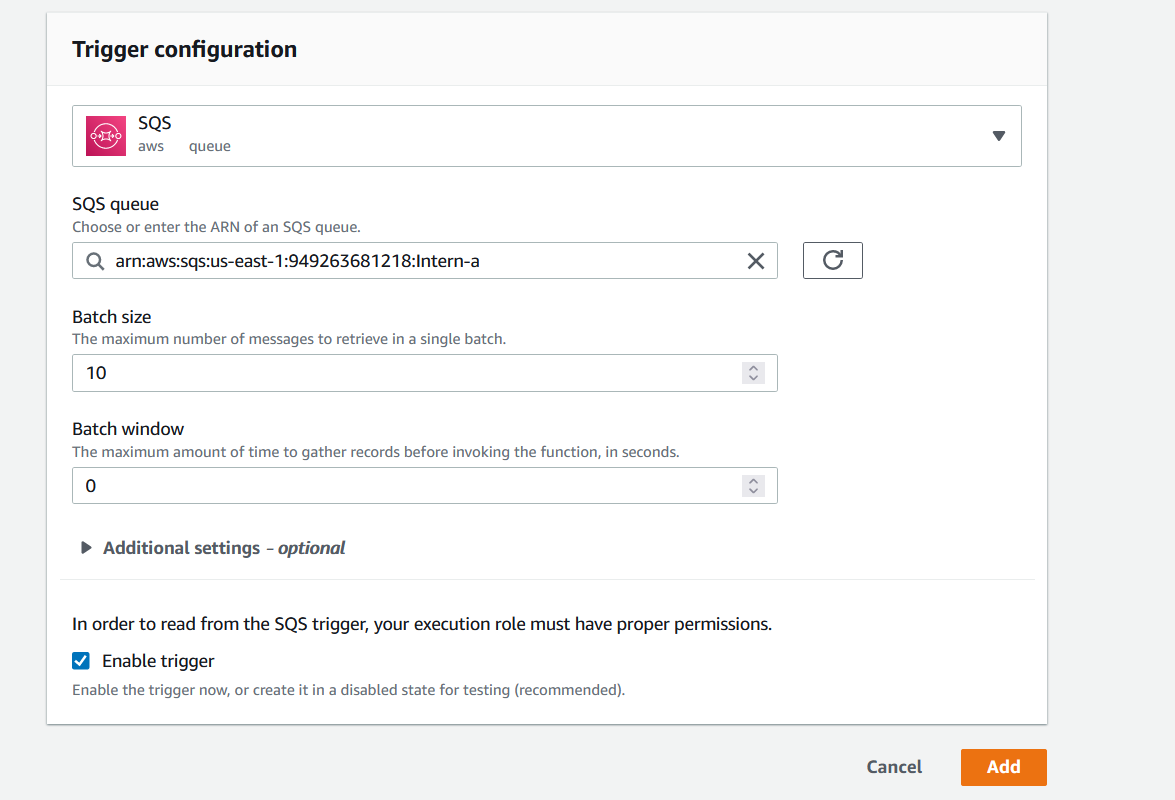 Trigger configuration
SQS
aws queue
SQS queue
Choose or enter the ARN of an SQS queue.
arn:aws:sqs:us-east-1:949263681218:Intern-a
Batch size
The maximum number of messages to retrieve in a single batch.
10
Batch window
The maximum amount of time to gather records before invoking the function, in seconds.
0
Additional settings - optional
In order to read from the SQS trigger, your execution role must have proper permissions.
Enable trigger
Enable the trigger now, or create it in a disabled state for testing (recommended).
Cancel Add